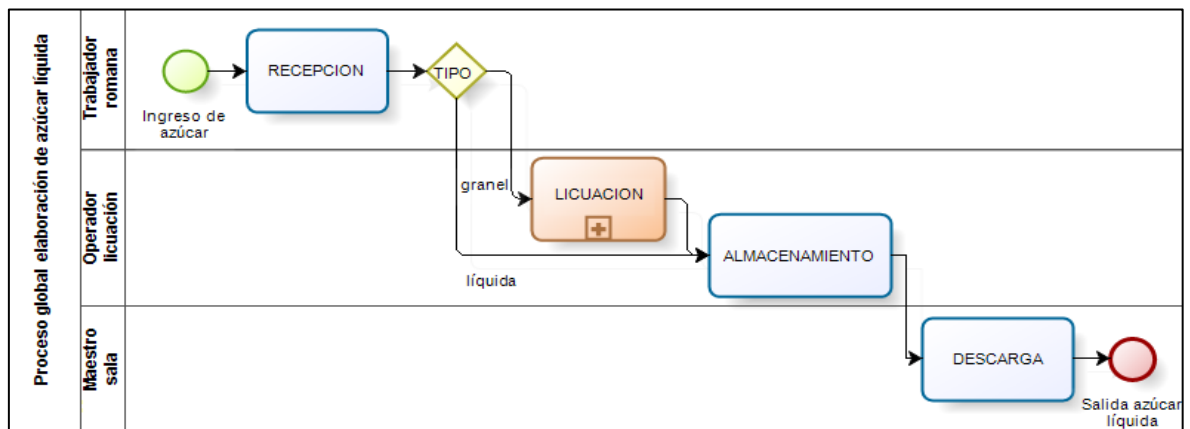 Proceso global elaboración de azúcar líquida
Trabajador
romana
Ingreso de
azúcar
RECEPCION
TIPO
Operador
licuación
granel
LICUACION
líquida
ALMACENAMIENTO
Maestro
sala
DESCARGA
Salida azúcar
líquida